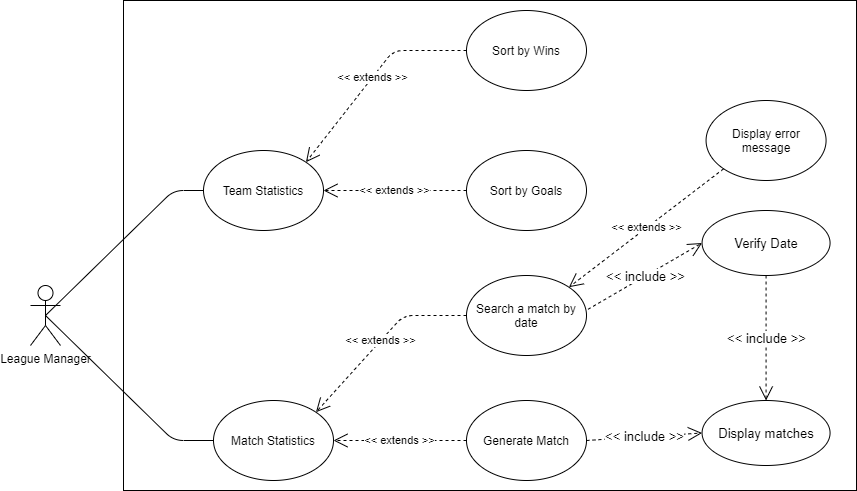 Sort by Wins
<< extends >>
Display error
message
Team Statistics
<< extends >>
Sort by Goals
<< extends >>
Verify Date
<< include >>
Search a match by
date
<< extends >>
<< include >>
League Manager
Match Statistics
<< extends >>
Generate Match
<< include >>
Display matches